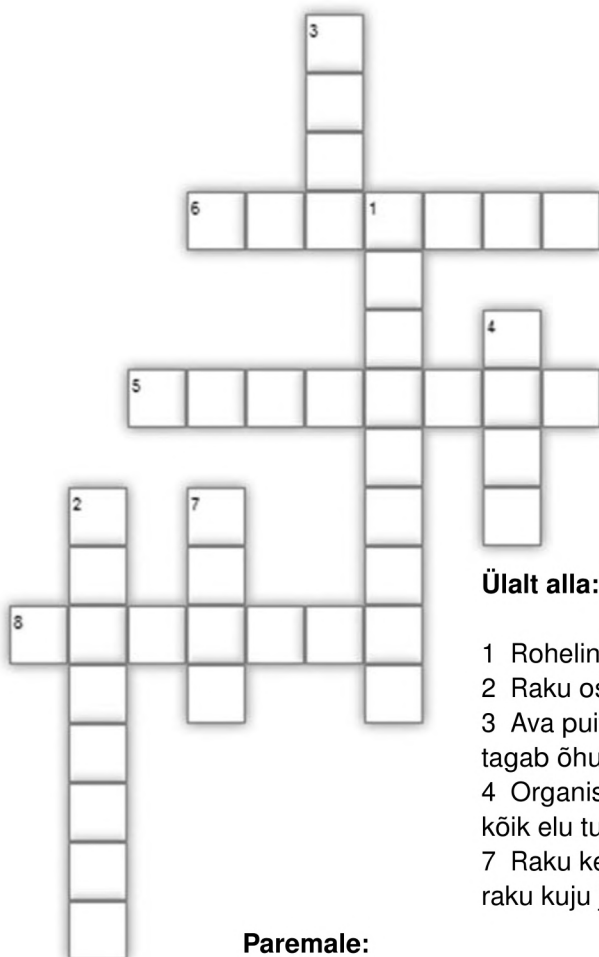 3
6 1
4
5
2 7
8
Ülalt alla:
1 Rohelin
2 Raku os
3 Ava pui
tagab õhu
4 Organis
kõik elu tu
7 Raku ke
raku kuju
Paremale: